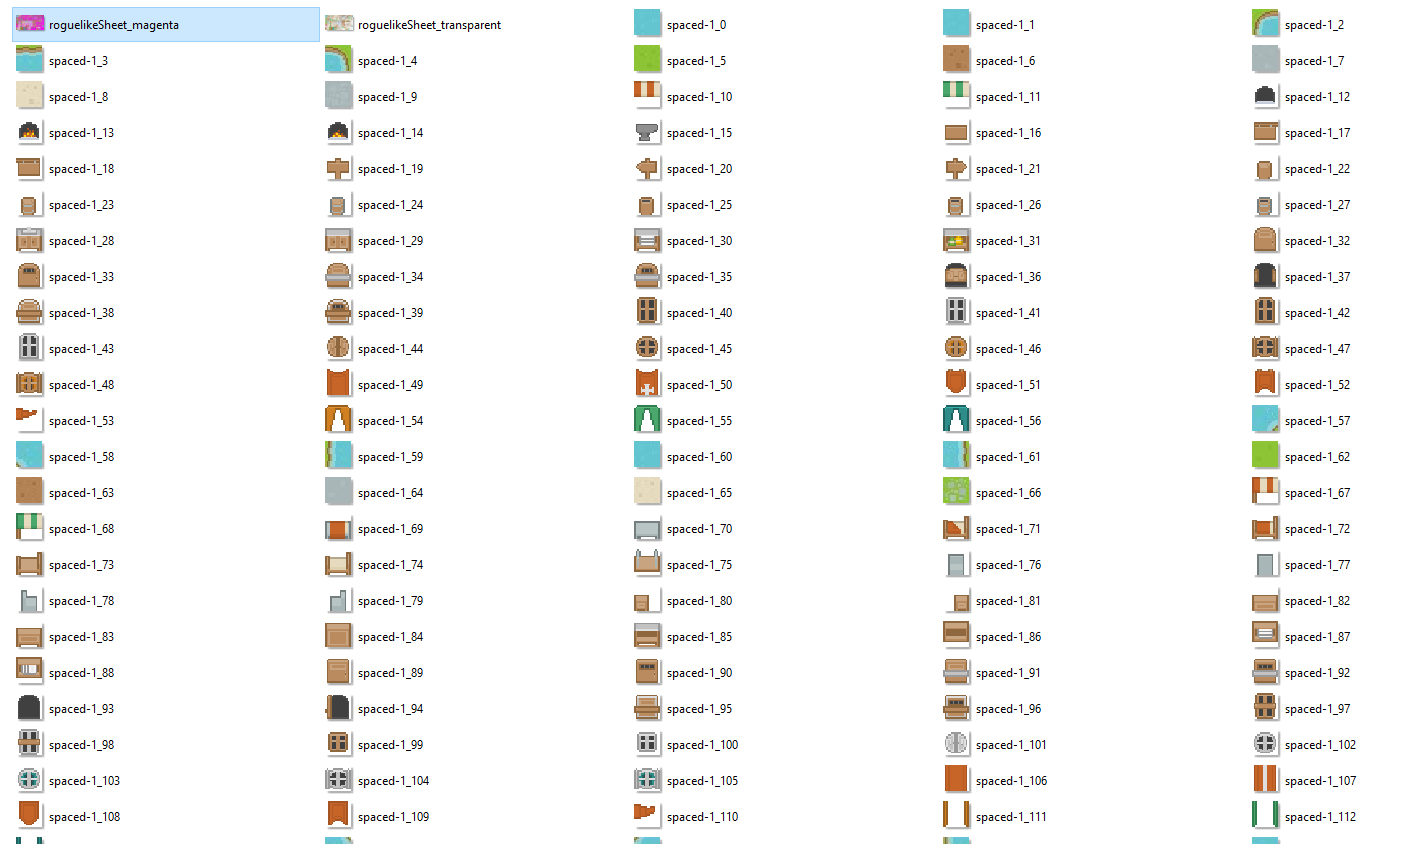 roguelikeSheet_magenta roguelikeSheet_transparent spaced-1_0 spaced-1_1 spaced-1_2
spaced-1_3 spaced-1_4 spaced-1_5 spaced-1_6 spaced-1_7
spaced-1_8 spaced-1_9 spaced-1_10 spaced-1_11 spaced-1_12
spaced-1_13 spaced-1_14 spaced-1_15 spaced-1_16 spaced-1_17
spaced-1_18 spaced-1_19 spaced-1_20 spaced-1_21 spaced-1_22
spaced-1_23 spaced-1_24 spaced-1_25 spaced-1_26 spaced-1_27
spaced-1_28 spaced-1_29 spaced-1_30 spaced-1_31 spaced-1_32
spaced-1_33 spaced-1_34 spaced-1_35 spaced-1_36 spaced-1_37
spaced-1_38 spaced-1_39 spaced-1_40 spaced-1_41 spaced-1_42
spaced-1_43 spaced-1_44 spaced-1_45 spaced-1_46 spaced-1_47
spaced-1_48 spaced-1_49 spaced-1_50 spaced-1_51 spaced-1_52
spaced-1_53 spaced-1_54 spaced-1_55 spaced-1_56 spaced-1_57
spaced-1_58 spaced-1_59 spaced-1_60 spaced-1_61 spaced-1_62
spaced-1_63 spaced-1_64 spaced-1_65 spaced-1_66 spaced-1_67
spaced-1_68 spaced-1_69 spaced-1_70 spaced-1_71 spaced-1_72
spaced-1_73 spaced-1_74 spaced-1_75 spaced-1_76 spaced-1_77
spaced-1_78 spaced-1_79 spaced-1_80 spaced-1_81 spaced-1_82
spaced-1_83 spaced-1_84 spaced-1_85 spaced-1_86 spaced-1_87
spaced-1_88 spaced-1_89 spaced-1_90 spaced-1_91 spaced-1_92
spaced-1_93 spaced-1_94 spaced-1_95 spaced-1_96 spaced-1_97
spaced-1_98 spaced-1_99 spaced-1_100 spaced-1_101 spaced-1_102
spaced-1_103 spaced-1_104 spaced-1_105 spaced-1_106 spaced-1_107
spaced-1_108 spaced-1_109 spaced-1_110 spaced-1_111 spaced-1_112